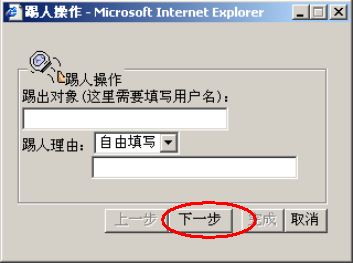 踢人操作 - Microsoft Internet Explorer
踢人操作
踢出对象(这里需要填写用户名):
踢人理由: 自由填写
上一步 下一步 完成 取消